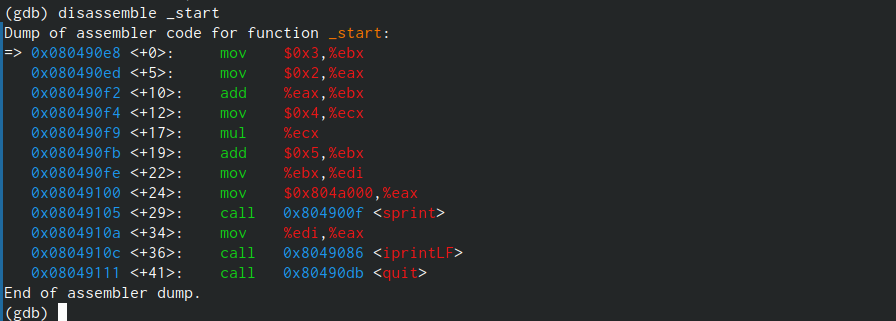 (gdb) disassemble _start
Dump of assembler code for function _start:
=> 0x080490e8 <+0>:     mov    $0x3,%ebx
   0x080490ed <+5>:     mov    $0x2,%eax
   0x080490f2 <+10>:    add    %eax,%ebx
   0x080490f4 <+12>:    mov    $0x4,%ecx
   0x080490f9 <+17>:    mul    %ecx
   0x080490fb <+19>:    add    $0x5,%ebx
   0x080490fe <+22>:    mov    %ebx,%edi
   0x08049100 <+24>:    mov    $0x804a000,%eax
   0x08049105 <+29>:    call   0x804900f <sprint>
   0x0804910a <+34>:    mov    %edi,%eax
   0x0804910c <+36>:    call   0x8049086 <iprintLF>
   0x08049111 <+41>:    call   0x80490db <quit>
End of assembler dump.
(gdb)